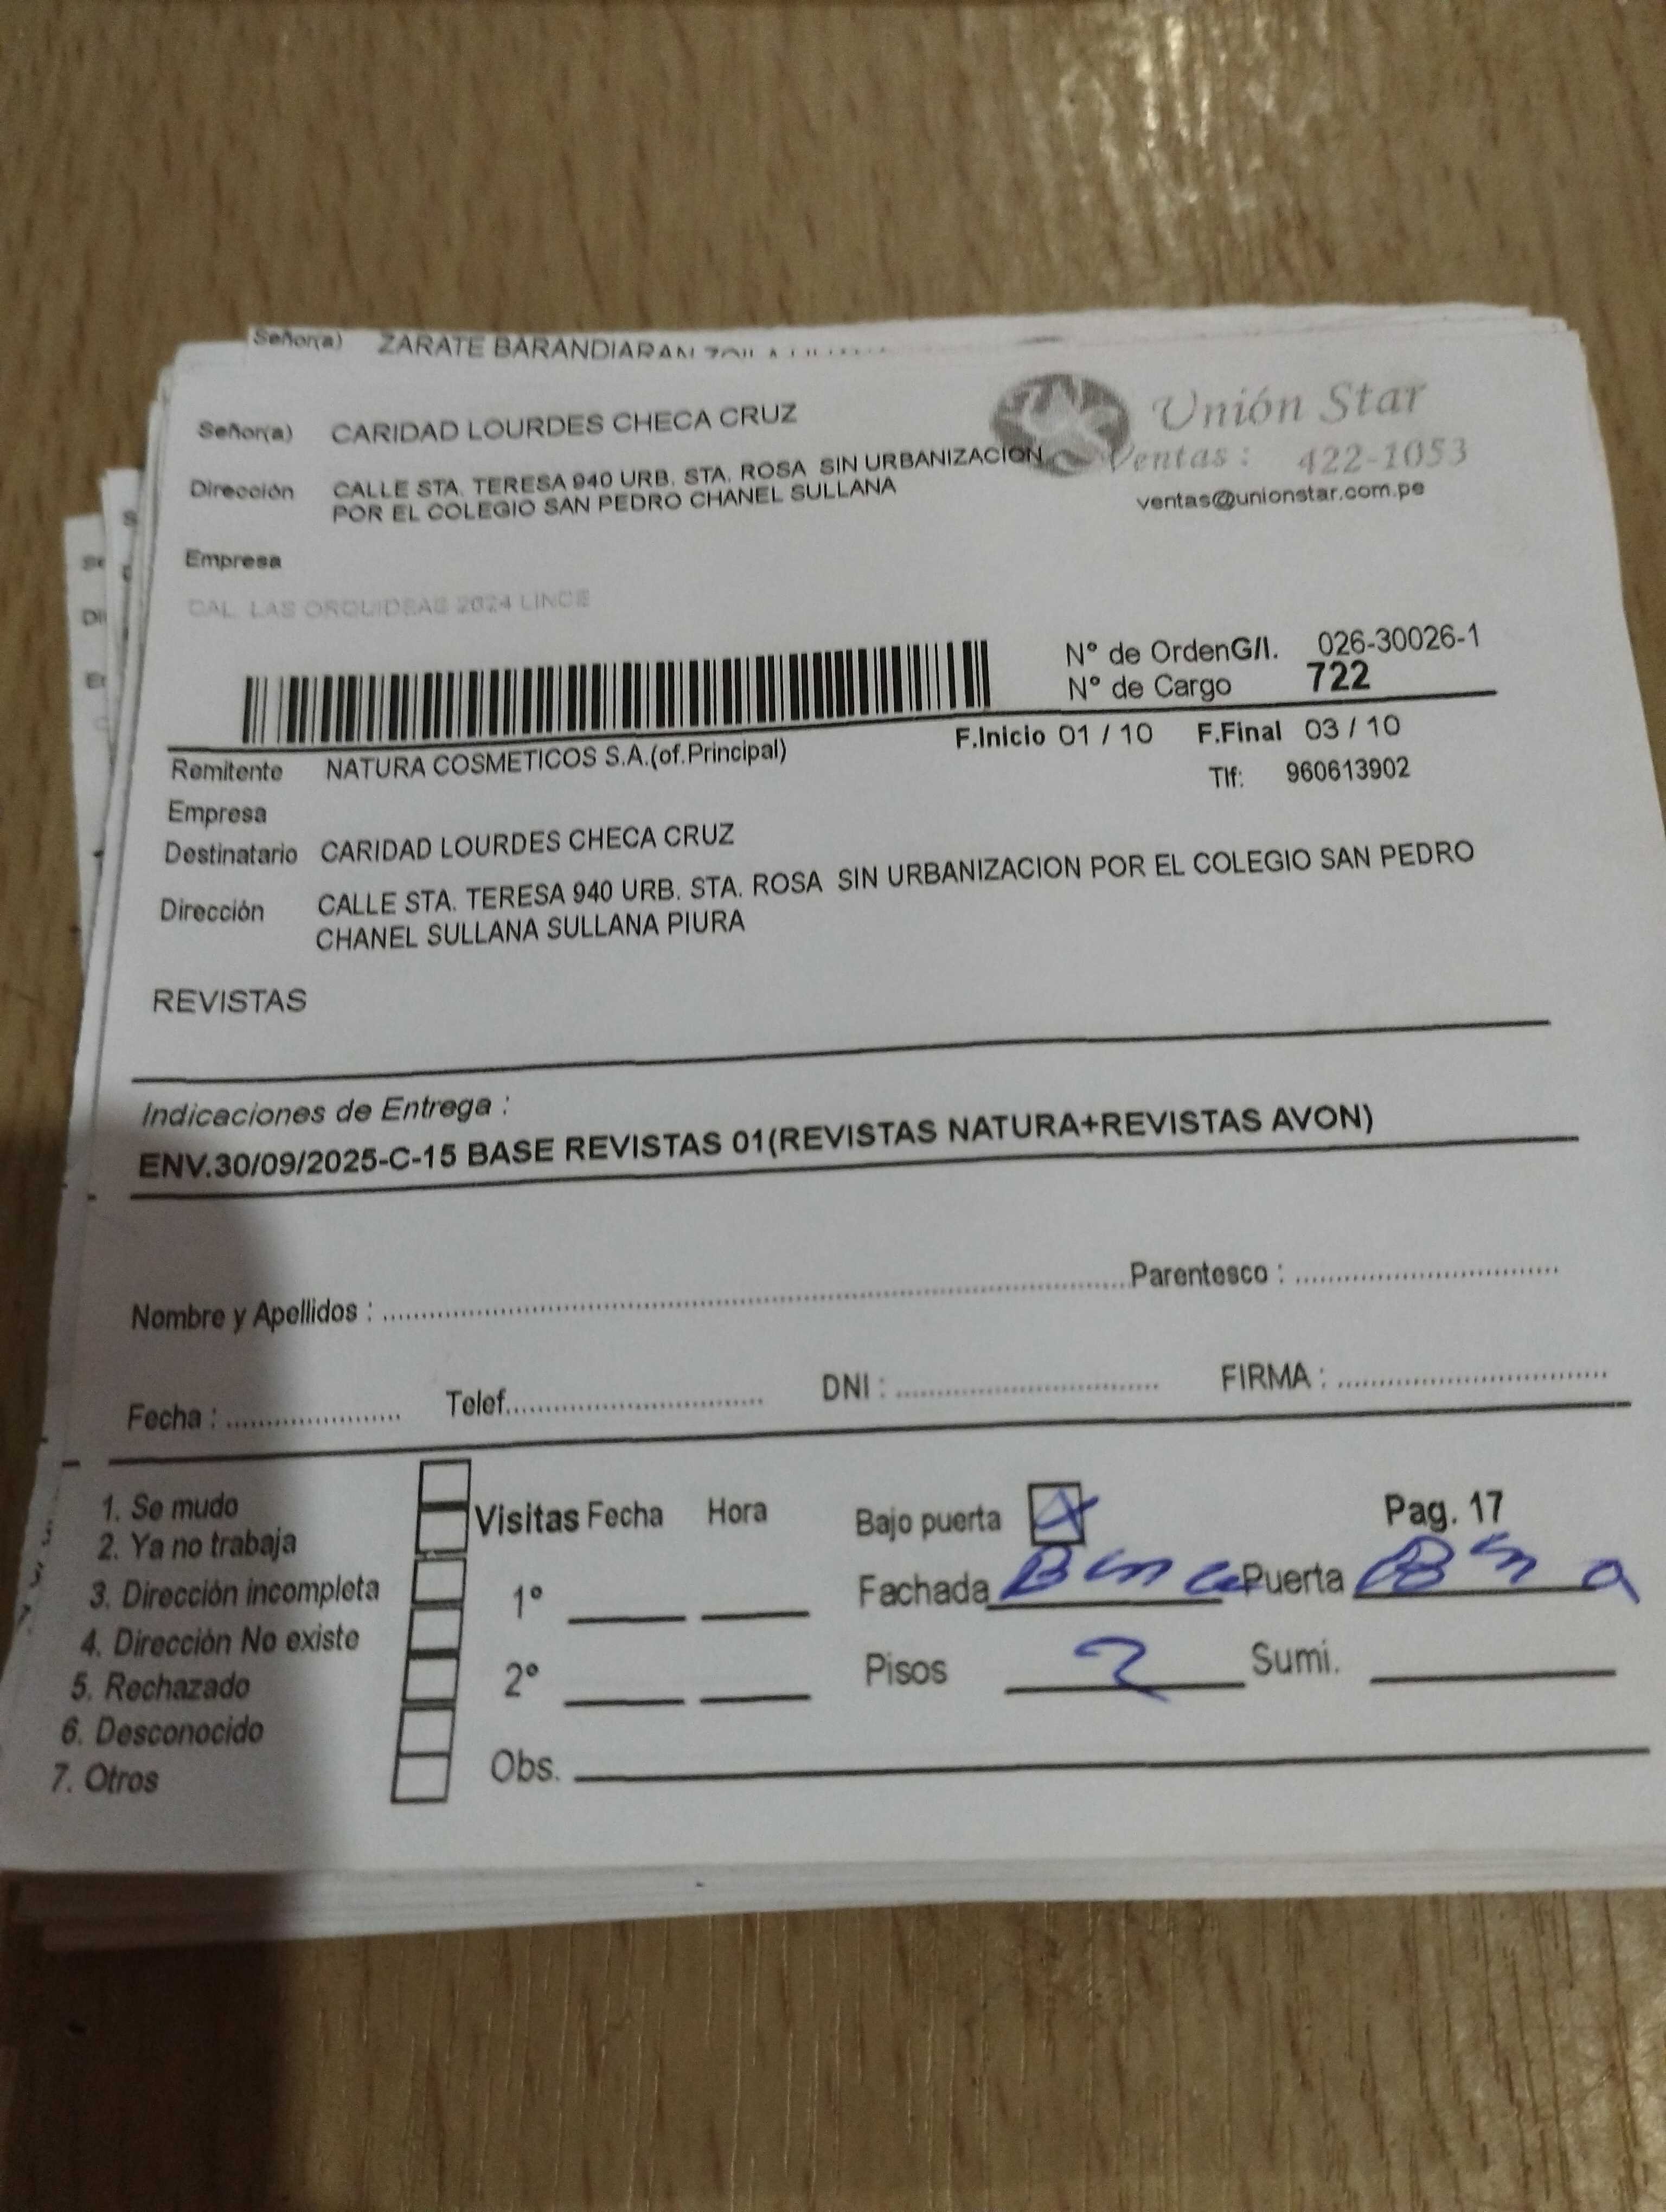 Señor(a) ZARATE BARANDIARAN
Señor(a) CARIDAD LOURDES CHECA CRUZ
Unión Star
Dirección CALLE STA. TERESA 940 URB. STA. ROSA SIN URBANIZACION
POR EL COLEGIO SAN PEDRO CHANEL SULLANA
Ventas : 422-1053
ventas@unionstar.com.pe
Empresa
CAL. LAS ORQUIDEAS 2624 LINCE
Nº de OrdenG/I. 026-30026-1
Nº de Cargo 722
F.Inicio 01 / 10 F.Final 03 / 10
Remitente NATURA COSMETICOS S.A.(of.Principal)
Tlf: 960613902
Empresa
Destinatario CARIDAD LOURDES CHECA CRUZ
Dirección CALLE STA. TERESA 940 URB. STA. ROSA SIN URBANIZACION POR EL COLEGIO SAN PEDRO
CHANEL SULLANA SULLANA PIURA
REVISTAS
Indicaciones de Entrega :
ENV.30/09/2025-C-15 BASE REVISTAS 01(REVISTAS NATURA+REVISTAS AVON)
Nombre y Apellidos : Parentesco :
Fecha : Telef. DNI : FIRMA :
1. Se mudo
2. Ya no trabaja
3. Dirección incompleta
4. Dirección No existe
5. Rechazado
6. Desconocido
7. Otros
Visitas Fecha Hora
1º
2º
Obs.
Bajo puerta X Pag. 17
Fachada Puerta
Pisos 2 Sumi.